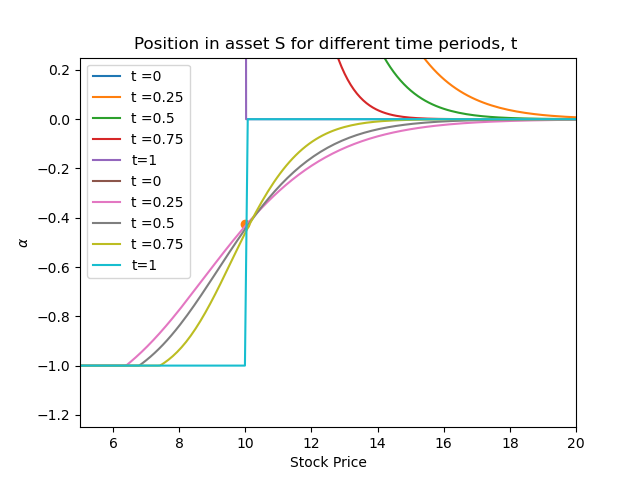 Position in asset S for different time periods, t
t =0
t =0.25
t =0.5
t =0.75
t=1
t =0
t =0.25
t =0.5
t =0.75
t=1
0.2
0.0
−0.2
−0.4
−0.6
−0.8
−1.0
−1.2
α
6 8 10 12 14 16 18 20
Stock Price